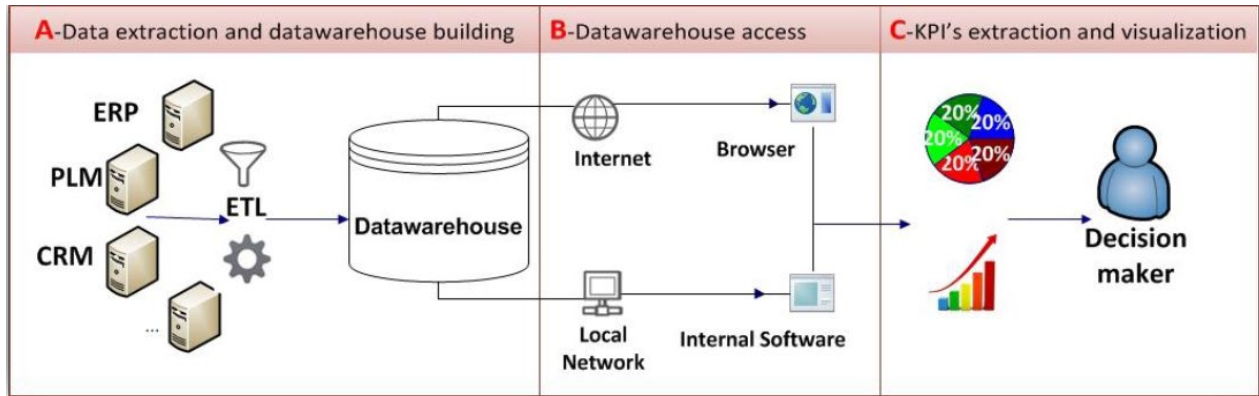 A-Data extraction and datawarehouse building
B-Datawarehouse access
C-KPI's extraction and visualization
ERP
PLM
CRM
...
ETL
Datawarehouse
Internet
Browser
Local
Network
Internal Software
20%
20%
20%
20%
20%
Decision
maker